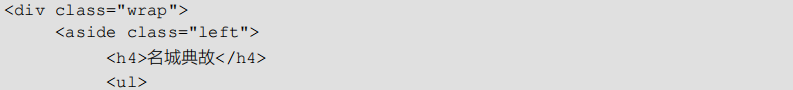 <div class="wrap">
<aside class="left">
<h4>名城典故</h4>
<ul>